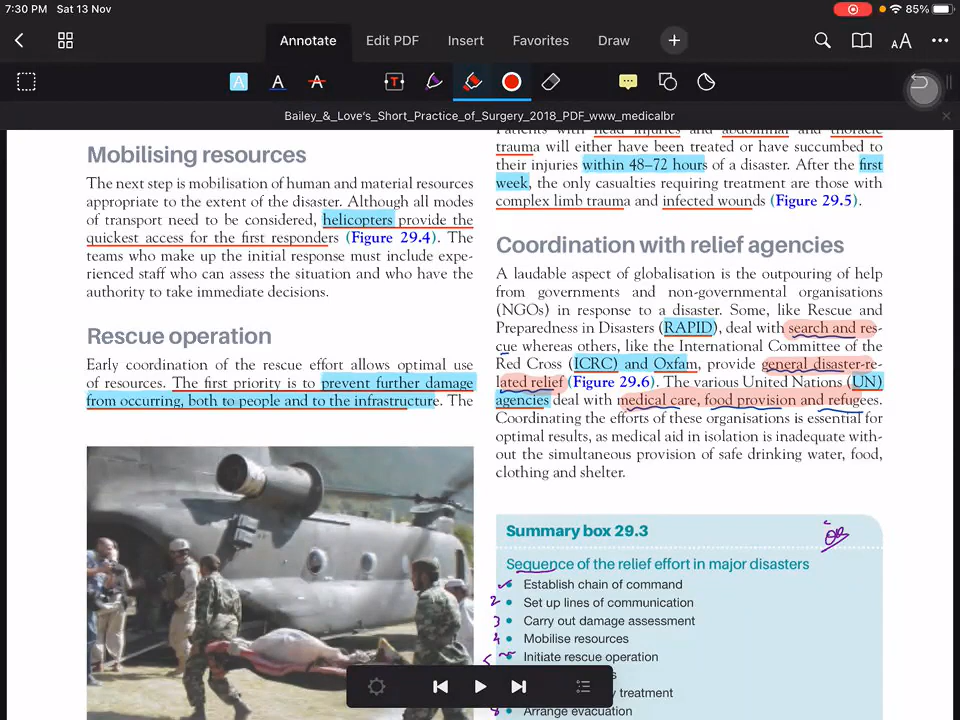 7:30 PM Sat 13 Nov
85%
Annotate Edit PDF Insert Favorites Draw
AA
Bailey_&_Love's_Short_Practice_of_Surgery_2018_PDF_www_medicalbr
Mobilising resources
The next step is mobilisation of human and material resources
appropriate to the extent of the disaster. Although all modes
of transport need to be considered, helicopters provide the
quickest access for the first responders (Figure 29.4). The
teams who make up the initial response must include expe-
rienced staff who can assess the situation and who have the
authority to take immediate decisions.
Rescue operation
Early coordination of the rescue effort allows optimal use
of resources. The first priority is to prevent further damage
from occurring, both to people and to the infrastructure. The
Patients with head injuries and abdominal and thoracic
trauma will either have been treated or have succumbed to
their injuries within 48–72 hours of a disaster. After the first
week, the only casualties requiring treatment are those with
complex limb trauma and infected wounds (Figure 29.5).
Coordination with relief agencies
A laudable aspect of globalisation is the outpouring of help
from governments and non-governmental organisations
(NGOs) in response to a disaster. Some, like Rescue and
Preparedness in Disasters (RAPID), deal with search and res-
cue whereas others, like the International Committee of the
Red Cross (ICRC) and Oxfam, provide general disaster-re-
lated relief (Figure 29.6). The various United Nations (UN)
agencies deal with medical care, food provision and refugees.
Coordinating the efforts of these organisations is essential for
optimal results, as medical aid in isolation is inadequate with-
out the simultaneous provision of safe drinking water, food,
clothing and shelter.
Summary box 29.3
Sequence of the relief effort in major disasters
• Establish chain of command
2 • Set up lines of communication
3 • Carry out damage assessment
4 • Mobilise resources
5 • Initiate rescue operation
treatment
• Arrange evacuation